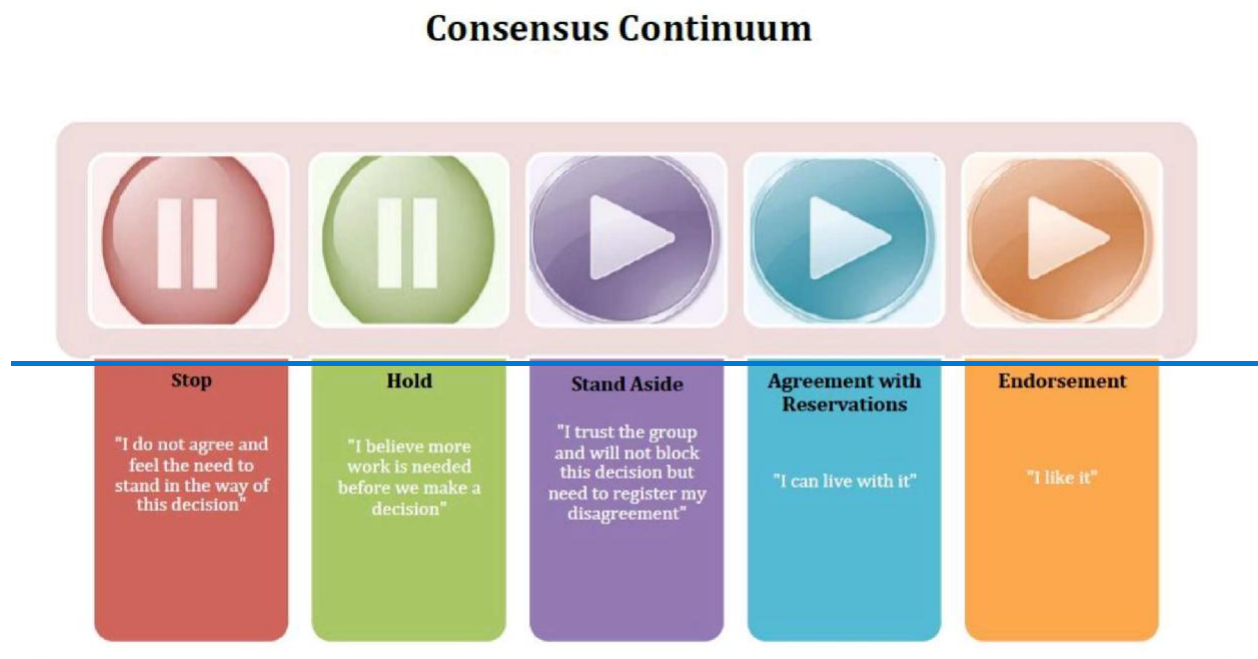 Consensus Continuum
Stop
"I do not agree and
feel the need to
stand in the way of
this decision"
Hold
"I believe more
work is needed
before we make a
decision"
Stand Aside
"I trust the group
and will not block
this decision but
need to register my
disagreement"
Agreement with
Reservations
"I can live with it"
Endorsement
"I like it"